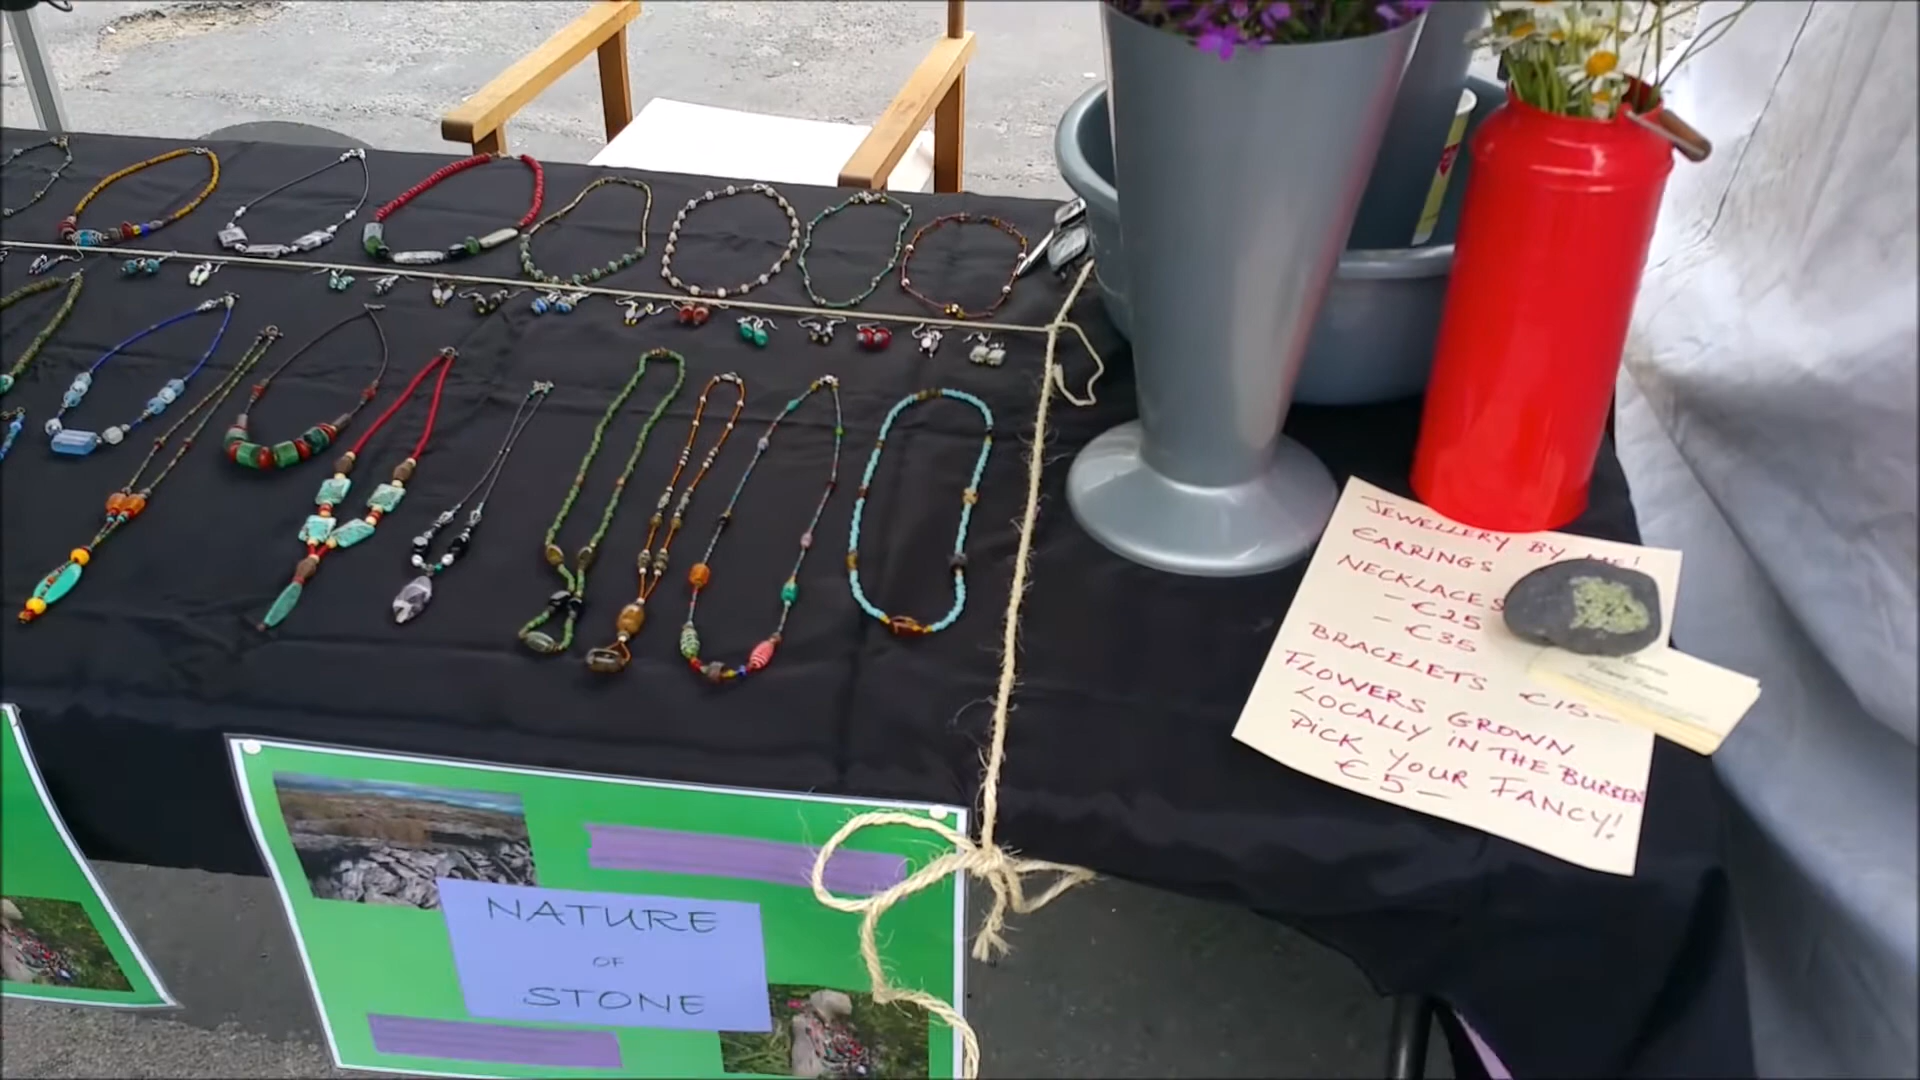 JEWELLERY BY ME!
EARRINGS
NECKLACES
- €25
- €35
BRACELETS €15-
FLOWERS GROWN
LOCALLY IN THE BURREN
PICK YOUR FANCY!
€5-
NATURE
OF
STONE